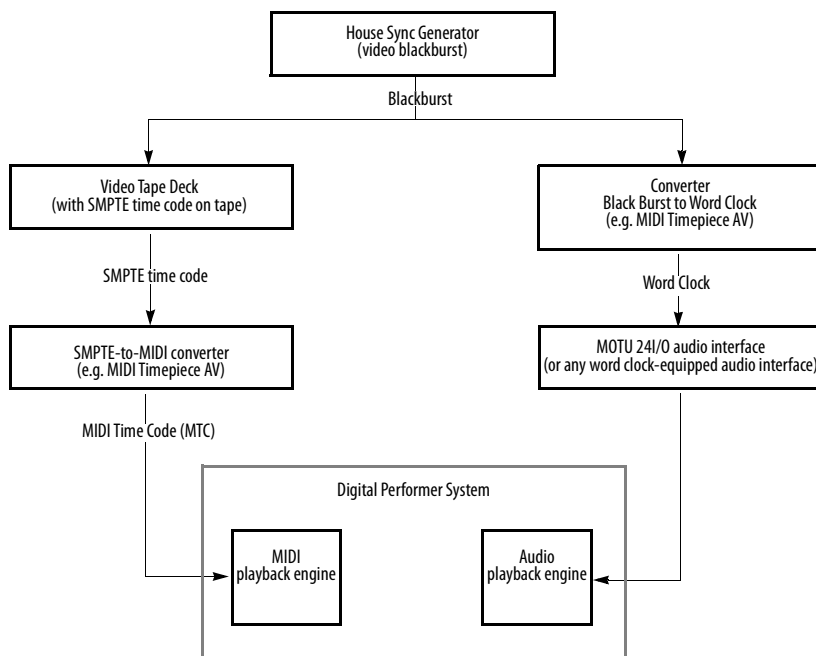 House Sync Generator
(video blackburst)
Blackburst
Video Tape Deck
(with SMPTE time code on tape)
Converter
Black Burst to Word Clock
(e.g. MIDI Timepiece AV)
SMPTE time code
Word Clock
SMPTE-to-MIDI converter
(e.g. MIDI Timepiece AV)
MOTU 24I/O audio interface
(or any word clock-equipped audio interface)
MIDI Time Code (MTC)
Digital Performer System
MIDI
playback engine
Audio
playback engine